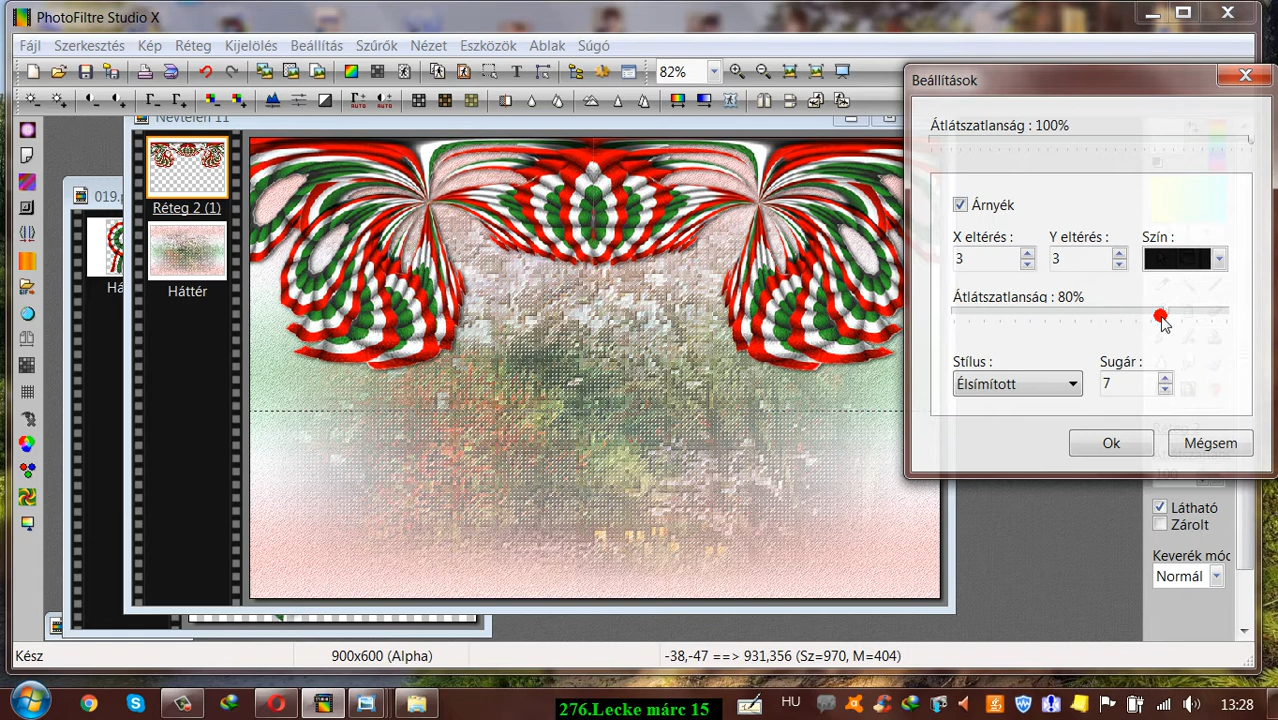 PhotoFiltre Studio X
Fájl Szerkesztés Kép Réteg Kijelölés Beállítás Szűrők Nézet Eszközök Ablak Súgó
82%
Névtelen 11
019.p
Réteg 2 (1)
Háttér
Há
Beállítások
Átlátszatlanság : 100%
Árnyék
X eltérés : Y eltérés : Szín :
3 3
Átlátszatlanság : 80%
Stílus : Sugár :
Élsímított 7
Ok Mégsem
Látható
Zárolt
Keverék móc
Normál
Kész 900x600 (Alpha) -38,-47 ==> 931,356 (Sz=970, M=404)
276.Lecke márc 15 HU 13:28